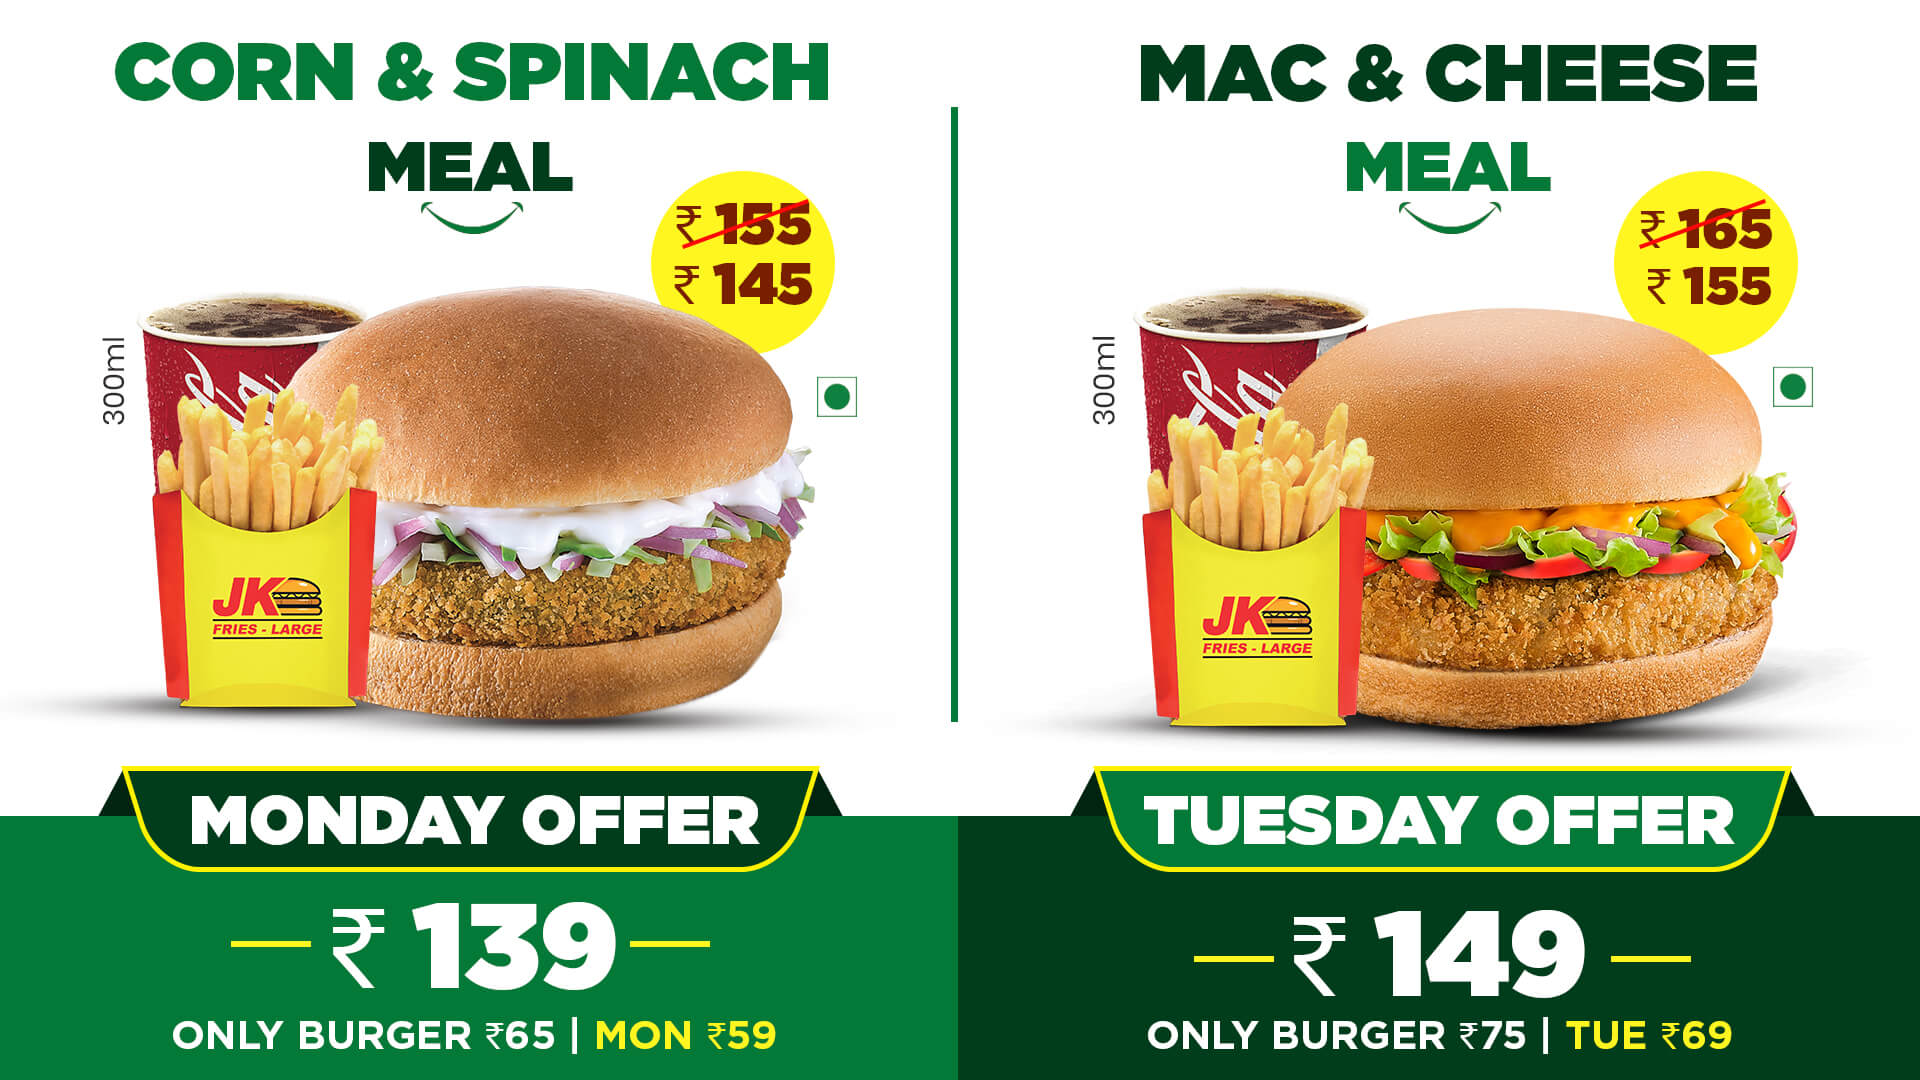 CORN & SPINACH
MEAL
₹ 155
₹ 145
300ml
JK
FRIES - LARGE
MONDAY OFFER
₹ 139
ONLY BURGER ₹65 | MON ₹59
MAC & CHEESE
MEAL
₹ 165
₹ 155
300ml
JK
FRIES - LARGE
TUESDAY OFFER
₹ 149
ONLY BURGER ₹75 | TUE ₹69